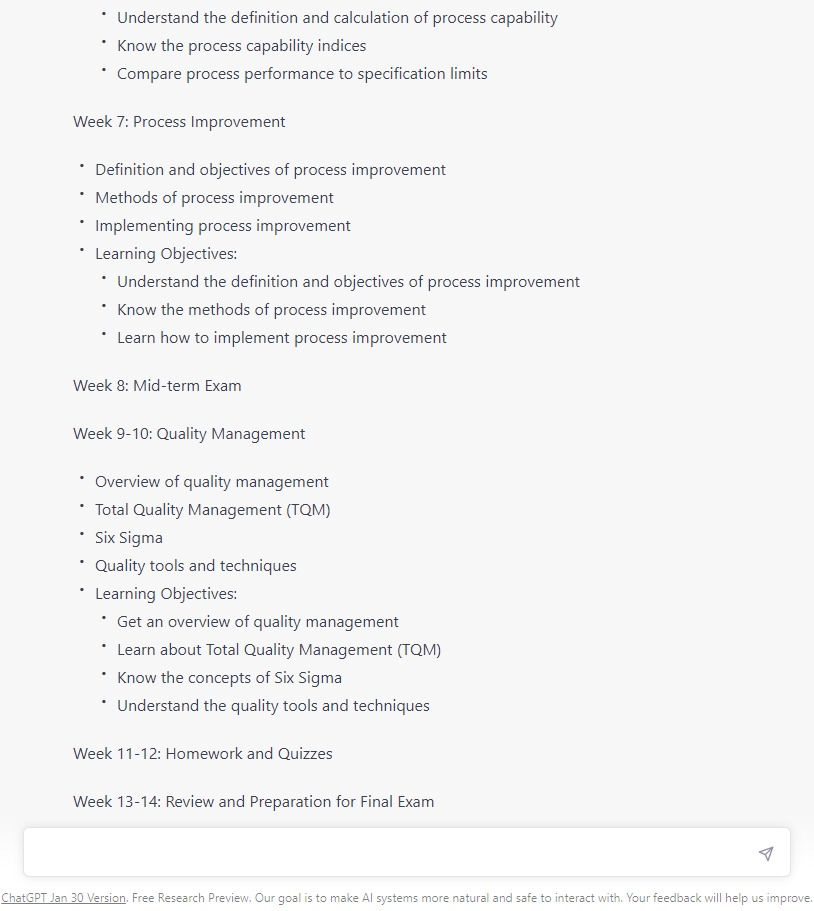 • Understand the definition and calculation of process capability
• Know the process capability indices
• Compare process performance to specification limits
Week 7: Process Improvement
• Definition and objectives of process improvement
• Methods of process improvement
• Implementing process improvement
• Learning Objectives:
• Understand the definition and objectives of process improvement
• Know the methods of process improvement
• Learn how to implement process improvement
Week 8: Mid-term Exam
Week 9-10: Quality Management
• Overview of quality management
• Total Quality Management (TQM)
• Six Sigma
• Quality tools and techniques
• Learning Objectives:
• Get an overview of quality management
• Learn about Total Quality Management (TQM)
• Know the concepts of Six Sigma
• Understand the quality tools and techniques
Week 11-12: Homework and Quizzes
Week 13-14: Review and Preparation for Final Exam
ChatGPT Jan 30 Version. Free Research Preview. Our goal is to make AI systems more natural and safe to interact with. Your feedback will help us improve.